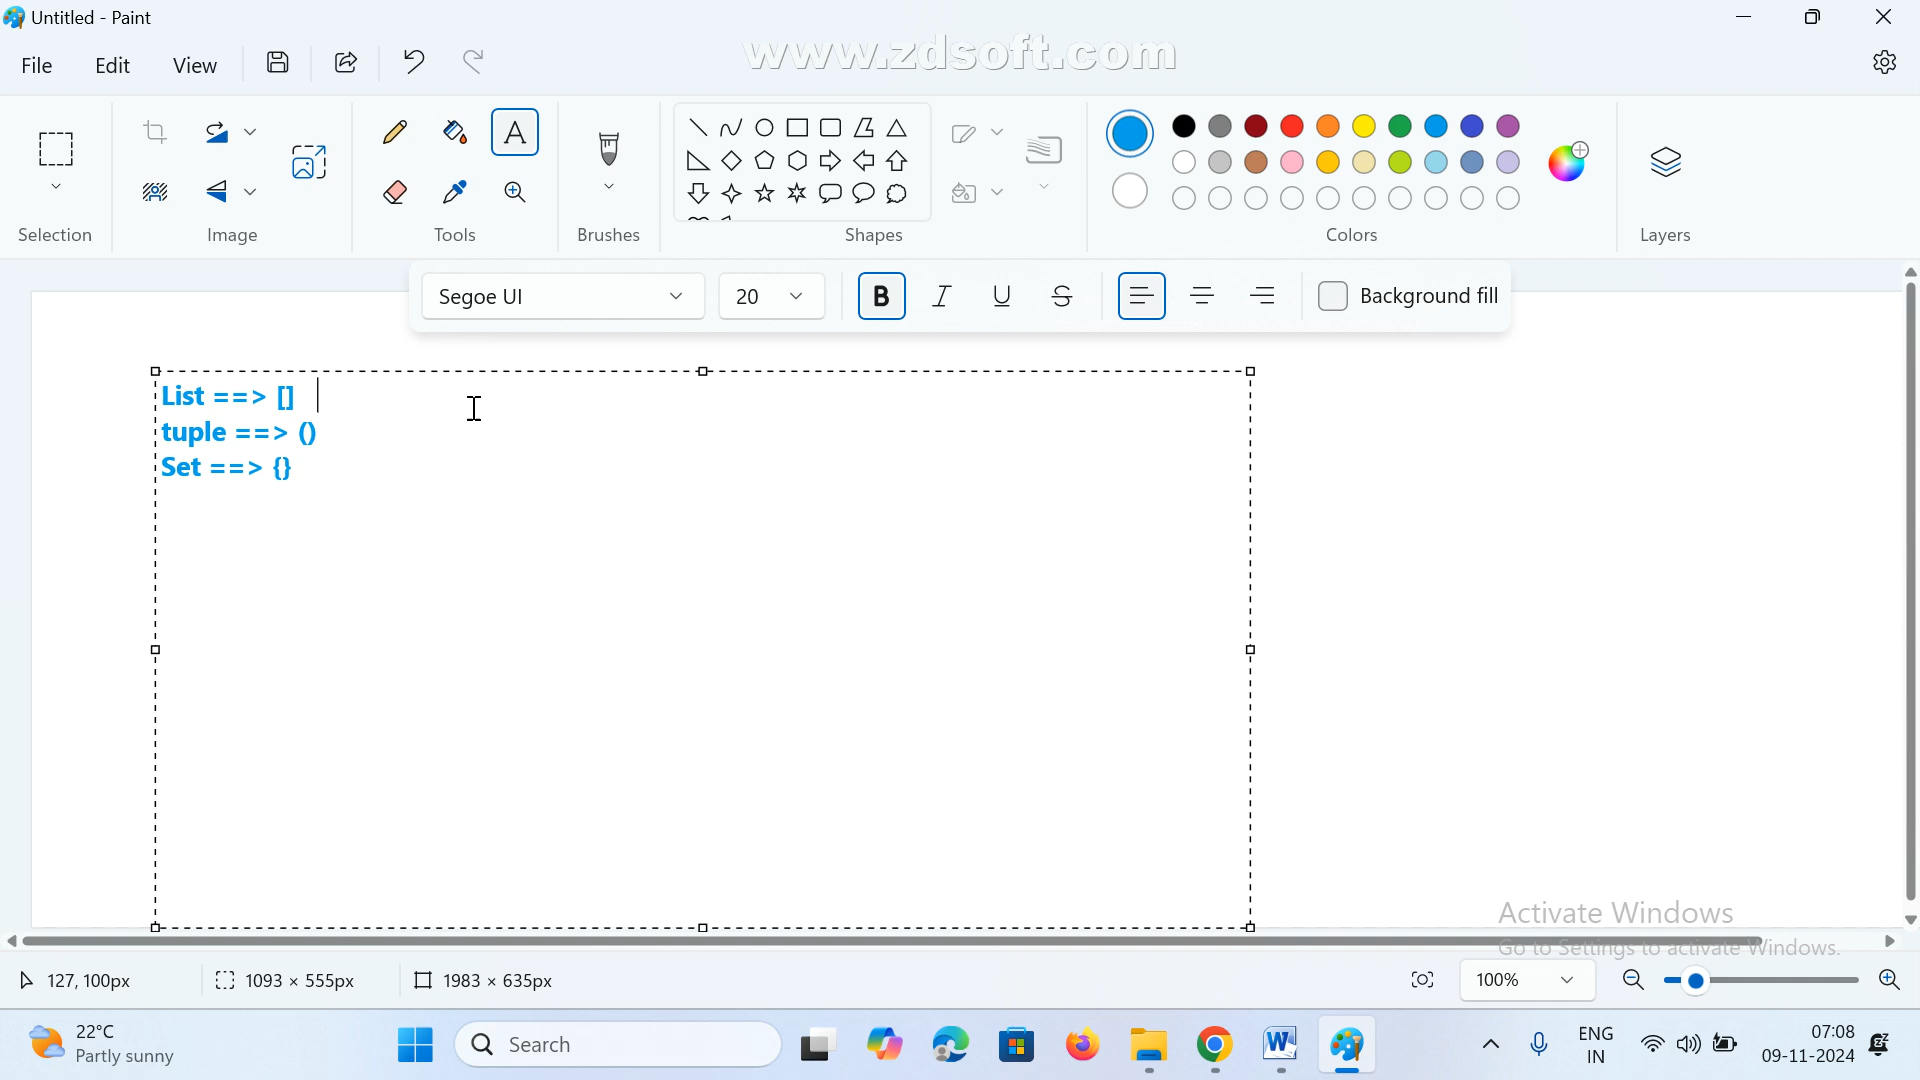 Untitled - Paint
www.zdsoft.com
File Edit View
Selection Image Tools Brushes Shapes Colors Layers
Segoe UI 20 B I U S Background fill
List ==> []
tuple ==> ()
Set ==> {}
Activate Windows
Go to Settings to activate Windows.
127, 100px 1093 × 555px 1983 × 635px 100%
22°C
Partly sunny
Search
ENG
IN
07:08
09-11-2024